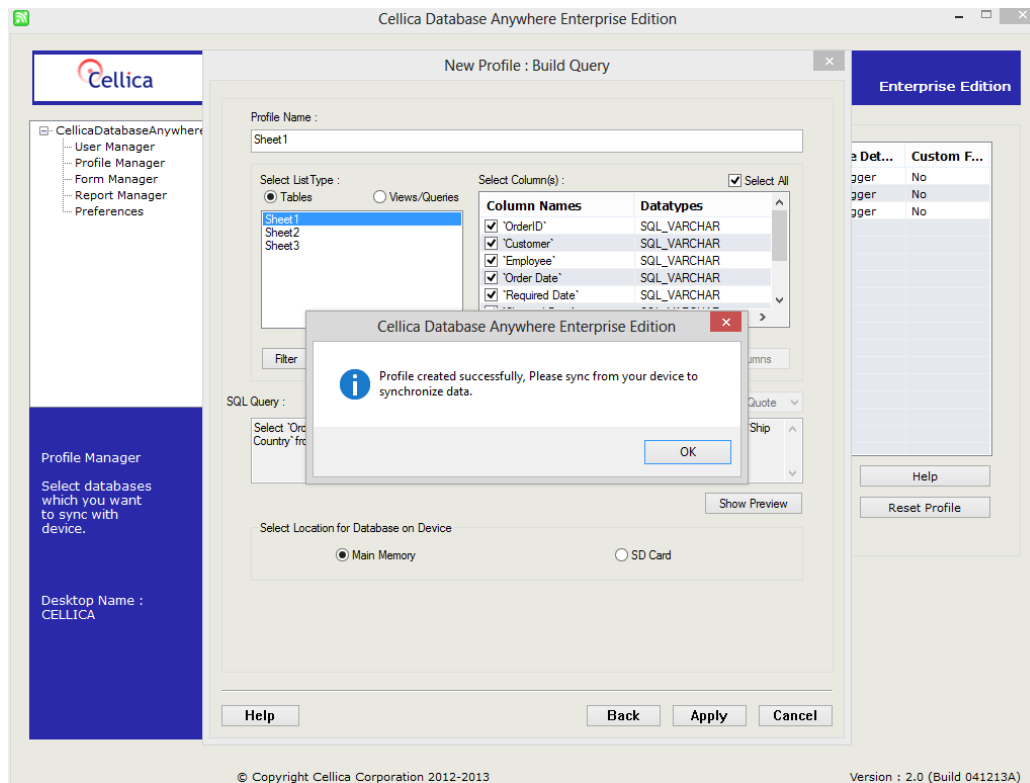 Cellica Database Anywhere Enterprise Edition
Cellica
New Profile : Build Query
Enterprise Edition
CellicaDatabaseAnywhere
User Manager
Profile Manager
Form Manager
Report Manager
Preferences
Profile Name :
Sheet1
Select ListType :
Tables
Views/Queries
Sheet1
Sheet2
Sheet3
Select Column(s) :
Select All
Column Names Datatypes
`OrderID` SQL_VARCHAR
`Customer` SQL_VARCHAR
`Employee` SQL_VARCHAR
`Order Date` SQL_VARCHAR
`Required Date` SQL_VARCHAR
Custom F...
No
No
No
Filter
Cellica Database Anywhere Enterprise Edition
Profile created successfully, Please sync from your device to
synchronize data.
OK
SQL Query :
Quote
Select
Ship
Country`
Show Preview
Select Location for Database on Device
Main Memory
SD Card
Help
Reset Profile
Profile Manager
Select databases
which you want
to sync with
device.
Desktop Name :
CELLICA
Help
Back
Apply
Cancel
© Copyright Cellica Corporation 2012-2013
Version : 2.0 (Build 041213A)